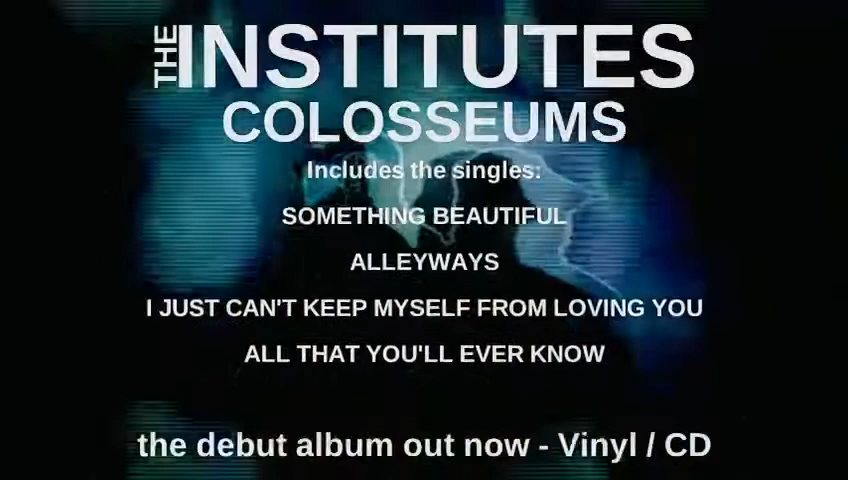 THE INSTITUTES
COLOSSEUMS
Includes the singles:
SOMETHING BEAUTIFUL
ALLEYWAYS
I JUST CAN'T KEEP MYSELF FROM LOVING YOU
ALL THAT YOU'LL EVER KNOW
the debut album out now - Vinyl / CD